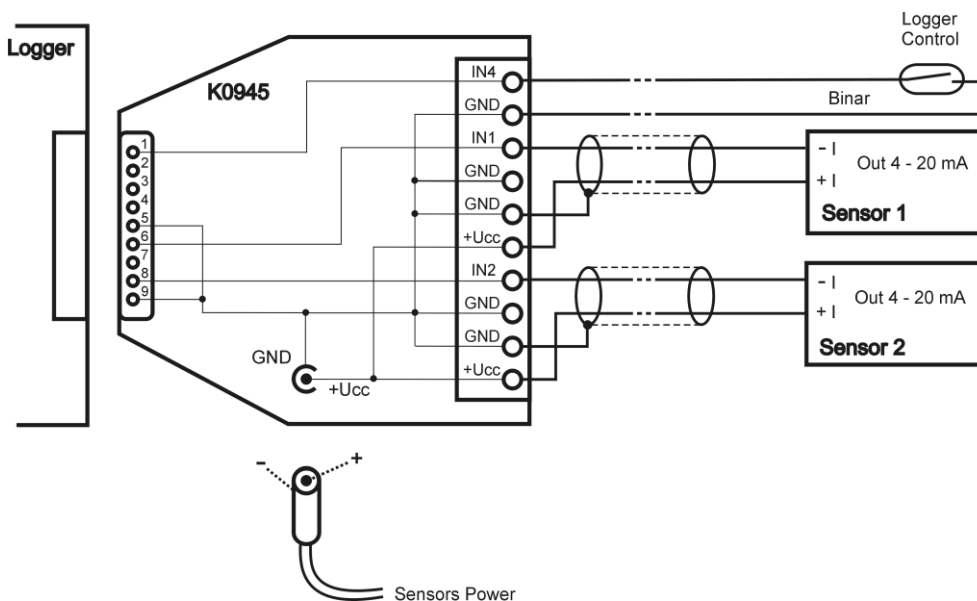 Logger
K0945
1
2
3
4
5
6
7
8
9
IN4
GND
IN1
GND
GND
+Ucc
IN2
GND
GND
+Ucc
GND
+Ucc
Logger
Control
Binar
- I
Out 4 - 20 mA
+ I
Sensor 1
- I
Out 4 - 20 mA
+ I
Sensor 2
- +
Sensors Power